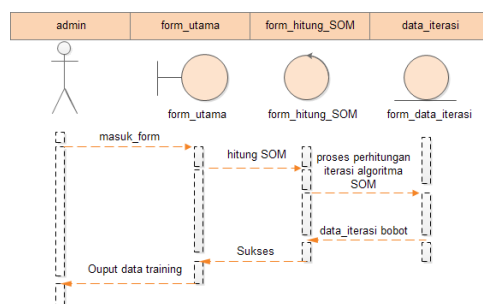 admin
form_utama
form_hitung_SOM
data_iterasi
form_utama
form_hitung_SOM
form_data_iterasi
masuk_form
hitung SOM
proses perhitungan
iterasi algoritma
SOM
data_iterasi bobot
Sukses
Ouput data training